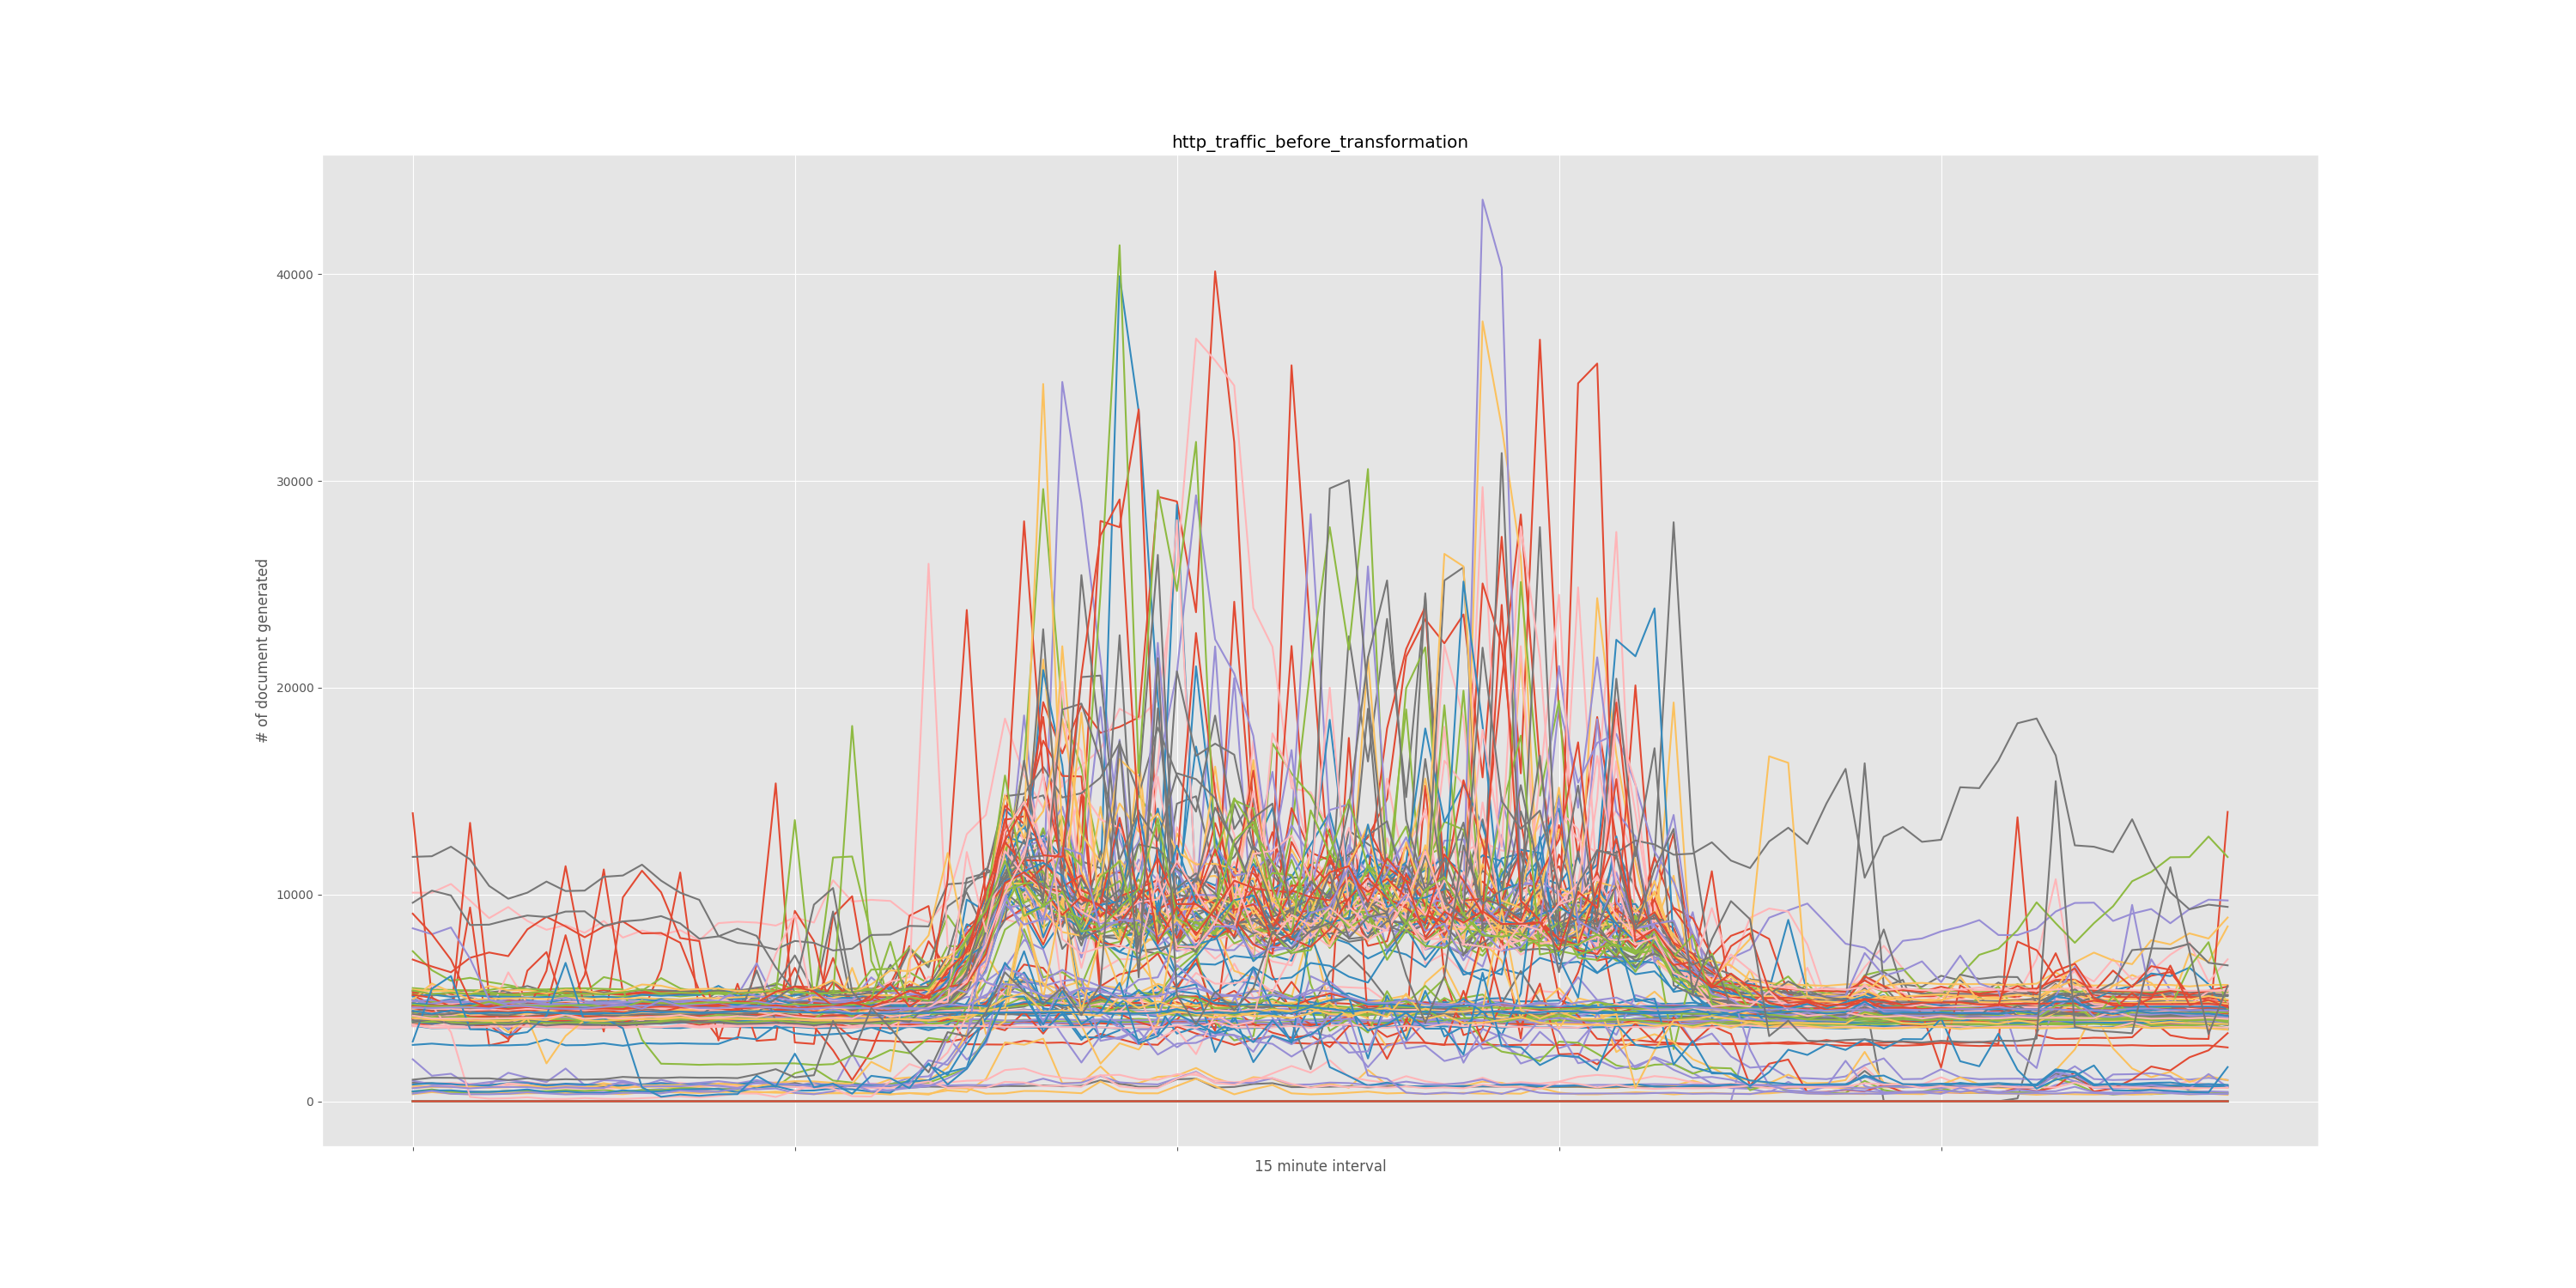 http_traffic_before_transformation
40000
30000
20000
10000
0
# of document generated
15 minute interval